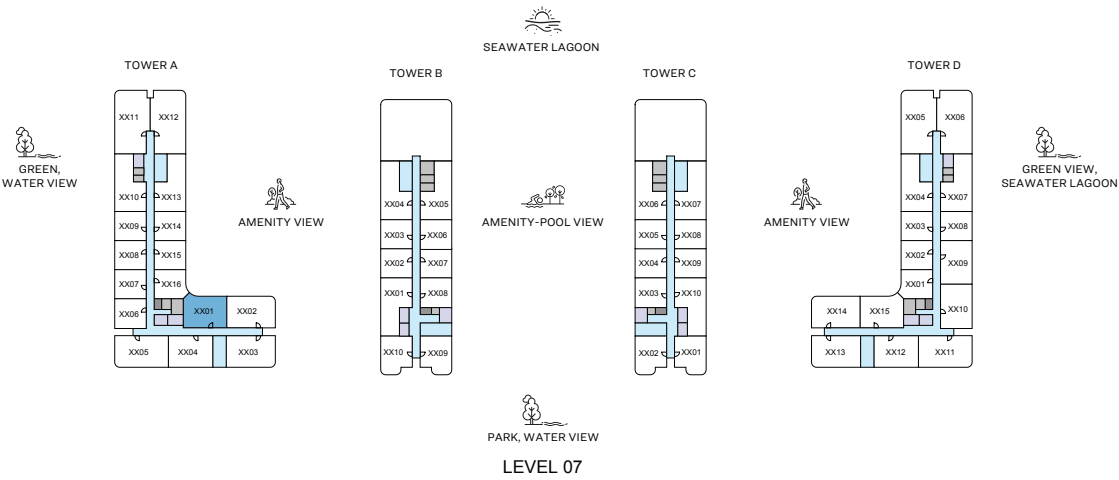 SEAWATER LAGOON
TOWER A
TOWER B
TOWER C
TOWER D
XX11 XX12
XX10 XX13
XX09 XX14
XX08 XX15
XX07 XX16
XX06
XX01 XX02
XX05 XX04 XX03
XX04 XX05
XX03 XX06
XX02 XX07
XX01 XX08
XX10 XX09
XX06 XX07
XX05 XX08
XX04 XX09
XX03 XX10
XX02 XX01
XX05 XX06
XX04 XX07
XX03 XX08
XX02 XX09
XX01
XX10
XX14 XX15
XX13 XX12 XX11
GREEN,
WATER VIEW
AMENITY VIEW
AMENITY-POOL VIEW
AMENITY VIEW
GREEN VIEW,
SEAWATER LAGOON
PARK, WATER VIEW
LEVEL 07